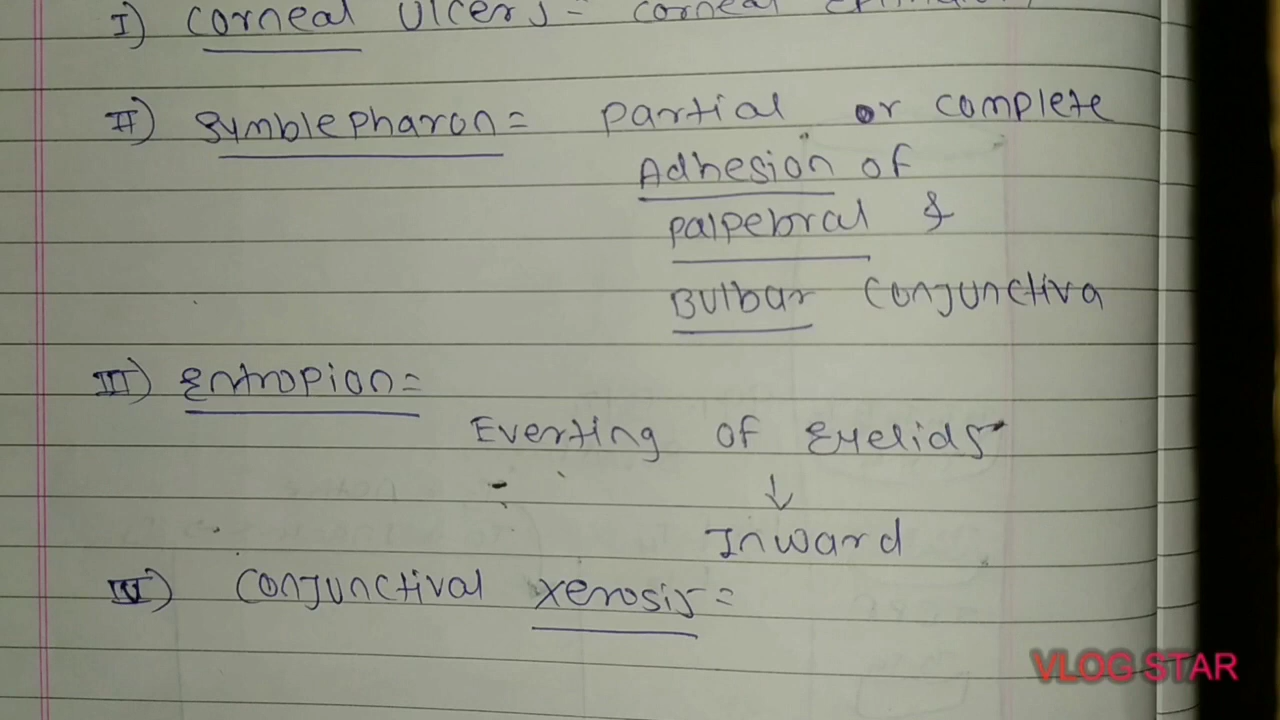 I) Corneal Ulcers = Corneal
II) Symblepharon = Partial or complete
Adhesion of
Palpebral &
Bulbar Conjunctiva
III) Entropion =
Everting of Eyelids
↓
Inward
IV) Conjunctival Xerosis =
VLOG STAR